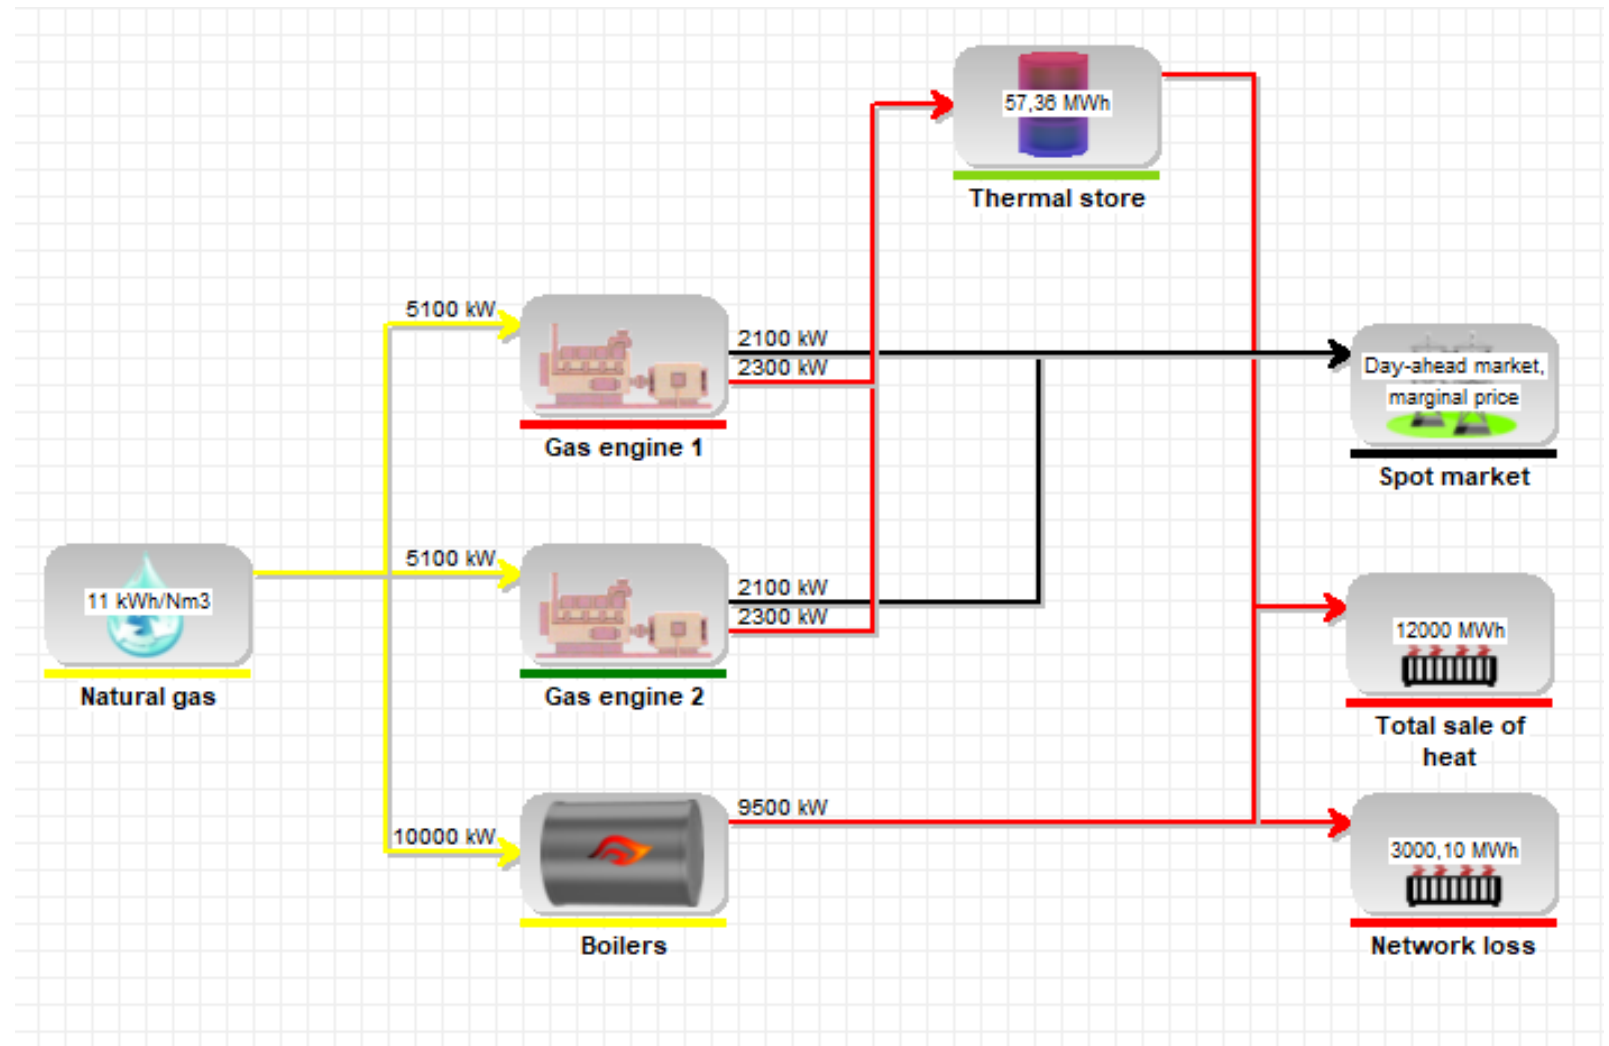 57,36 MWh
Thermal store
5100 kW
2100 kW
2300 kW
Gas engine 1
Day-ahead market,
marginal price
Spot market
11 kWh/Nm3
Natural gas
5100 kW
2100 kW
2300 kW
Gas engine 2
12000 MWh
Total sale of
heat
10000 kW
9500 kW
Boilers
3000,10 MWh
Network loss